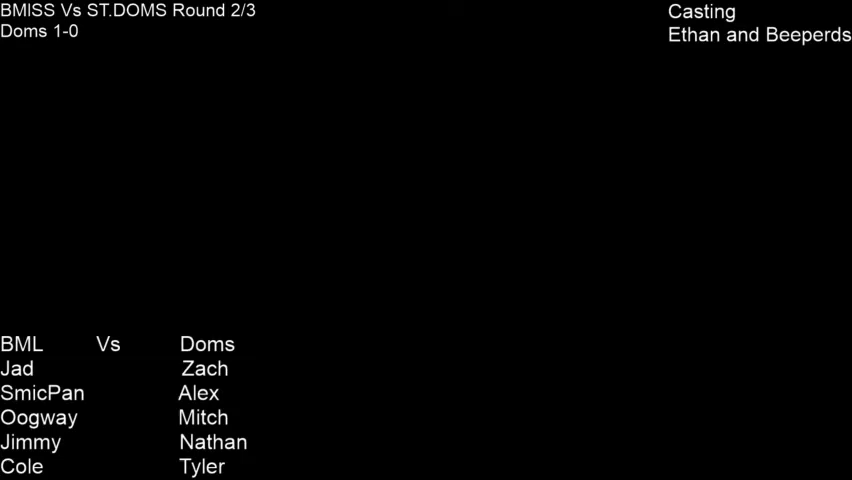 BMISS Vs ST.DOMS Round 2/3
Doms 1-0
Casting
Ethan and Beeperds
BML Vs Doms
Jad Zach
SmicPan Alex
Oogway Mitch
Jimmy Nathan
Cole Tyler